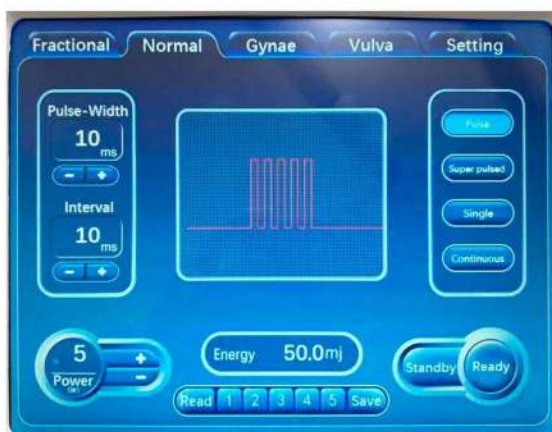 Fractional Normal Gynae Vulva Setting
Pulse-Width
10
ms
- +
Interval
10
ms
- +
Pulse
Super pulsed
Single
Continuous
5
Power
(w)
+
-
Energy 50.0mj
Standby Ready
Read 1 2 3 4 5 Save